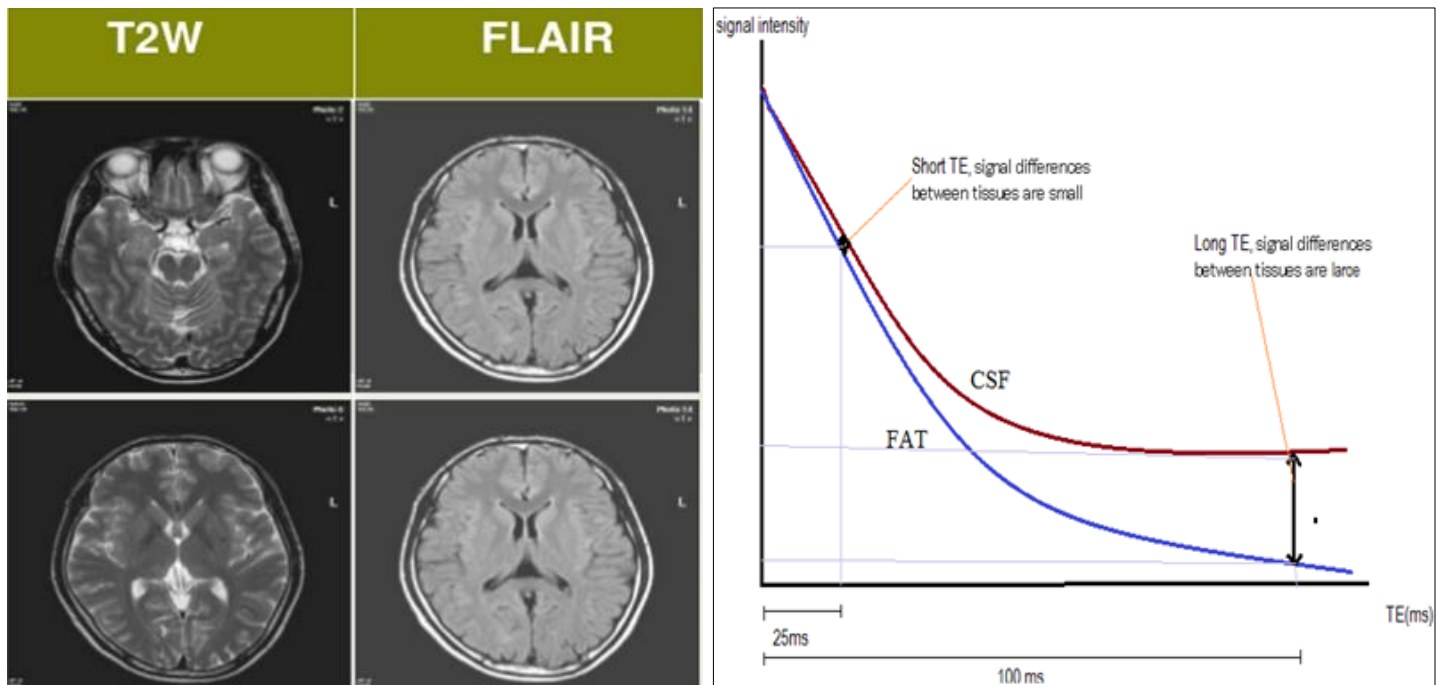 T2W
FLAIR
L
L
L
L
signal intensity
Short TE, signal differences
between tissues are small
Long TE, signal differences
between tissues are larce
CSF
FAT
TE(ms)
25ms
100 ms